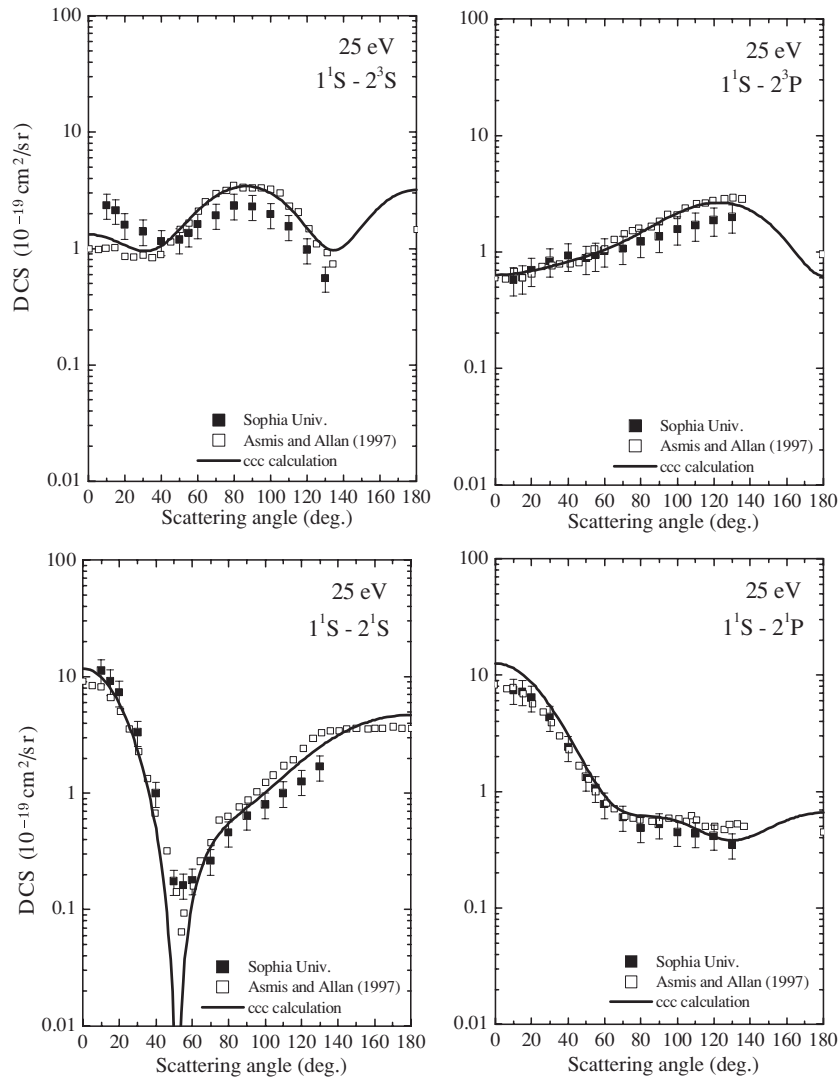 100
25 eV
1¹S - 2³S
10
1
0.1
0.01
DCS (10⁻¹⁹ cm²/sr)
Sophia Univ.
Asmis and Allan (1997)
ccc calculation
0 20 40 60 80 100 120 140 160 180
Scattering angle (deg.)
100
25 eV
1¹S - 2³P
10
1
0.1
0.01
Sophia Univ.
Asmis and Allan (1997)
ccc calculation
0 20 40 60 80 100 120 140 160 180
Scattering angle (deg.)
100
25 eV
1¹S - 2¹S
10
1
0.1
0.01
DCS (10⁻¹⁹ cm²/sr)
Sophia Univ.
Asmis and Allan (1997)
ccc calculation
0 20 40 60 80 100 120 140 160 180
Scattering angle (deg.)
100
25 eV
1¹S - 2¹P
10
1
0.1
0.01
Sophia Univ.
Asmis and Allan (1997)
ccc calculation
0 20 40 60 80 100 120 140 160 180
Scattering angle (deg.)